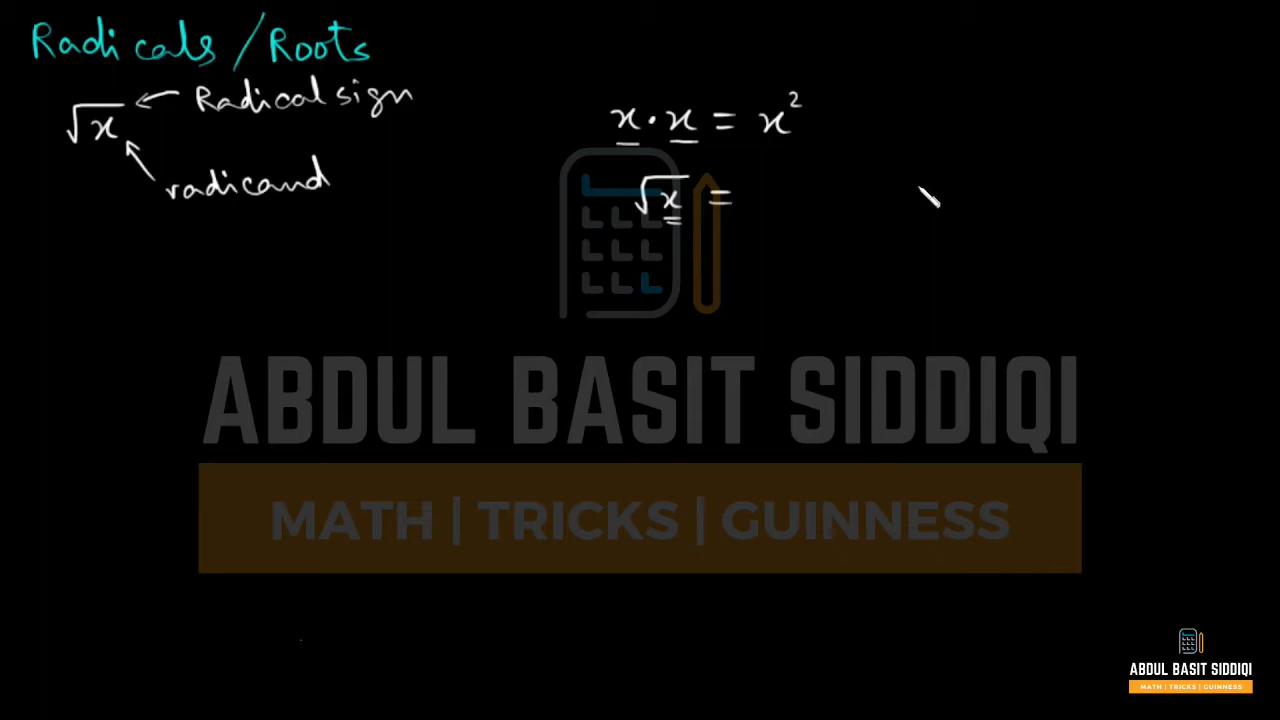 Radicals/Roots
√x ← Radical sign
radicand
x · x = x²
√x =
ABDUL BASIT SIDDIQI
MATH | TRICKS | GUINNESS
ABDUL BASIT SIDDIQI
MATH | TRICKS | GUINNESS